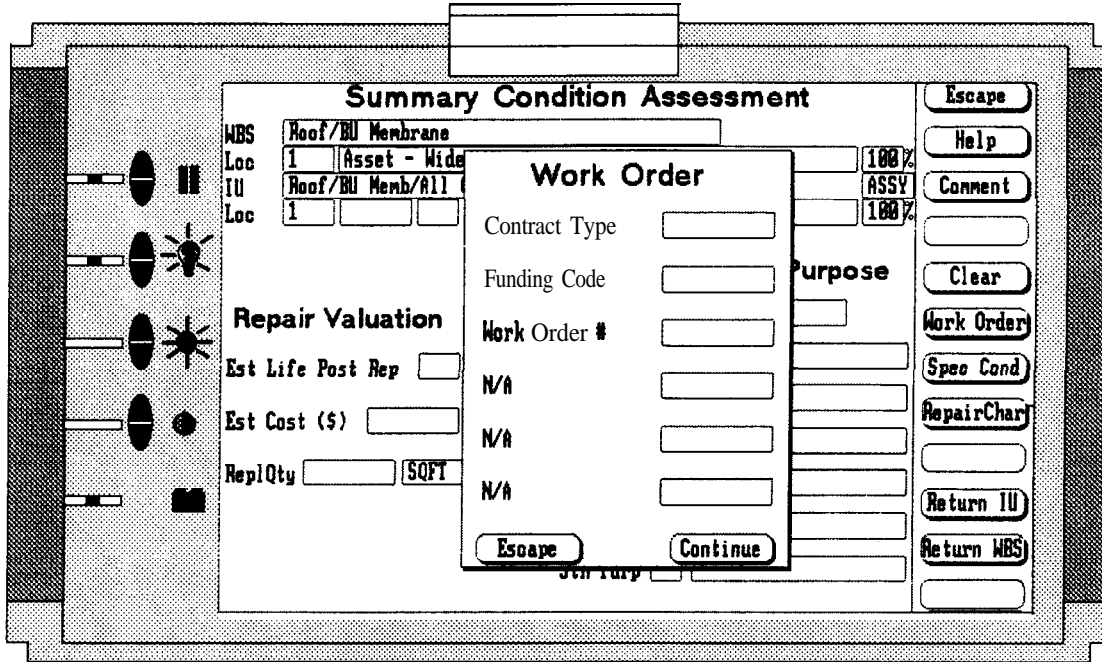 Summary Condition Assessment
WBS Roof/BU Membrane
Loc 1 Asset - Wide 100 %
IU Roof/BU Memb/All ASSY
Loc 1 100 %
Purpose
Repair Valuation
Est Life Post Rep
Est Cost ($)
ReplQty SQFT
Work Order
Contract Type
Funding Code
Work Order #
N/A
N/A
N/A
Escape Continue
Escape
Help
Comment
Clear
Work Order
Spec Cond
RepairChar
Return IU
Return WBS